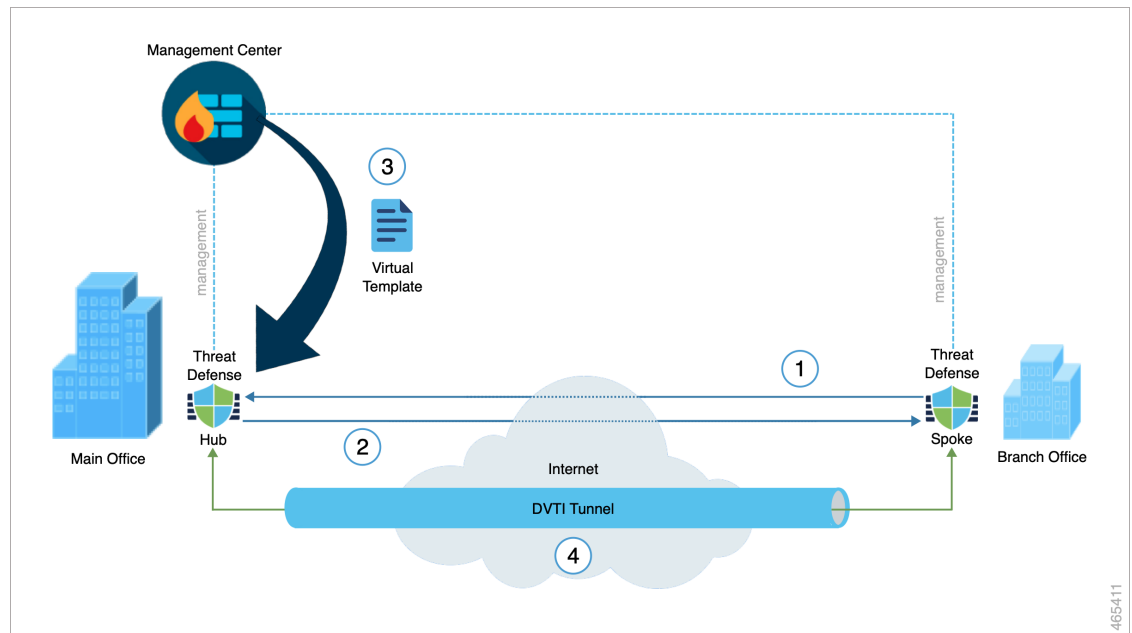 Management Center
3
Virtual
Template
management
management
Threat
Defense
Hub
Main Office
1
Threat
Defense
Spoke
Branch Office
2
Internet
DVTI Tunnel
4
465411